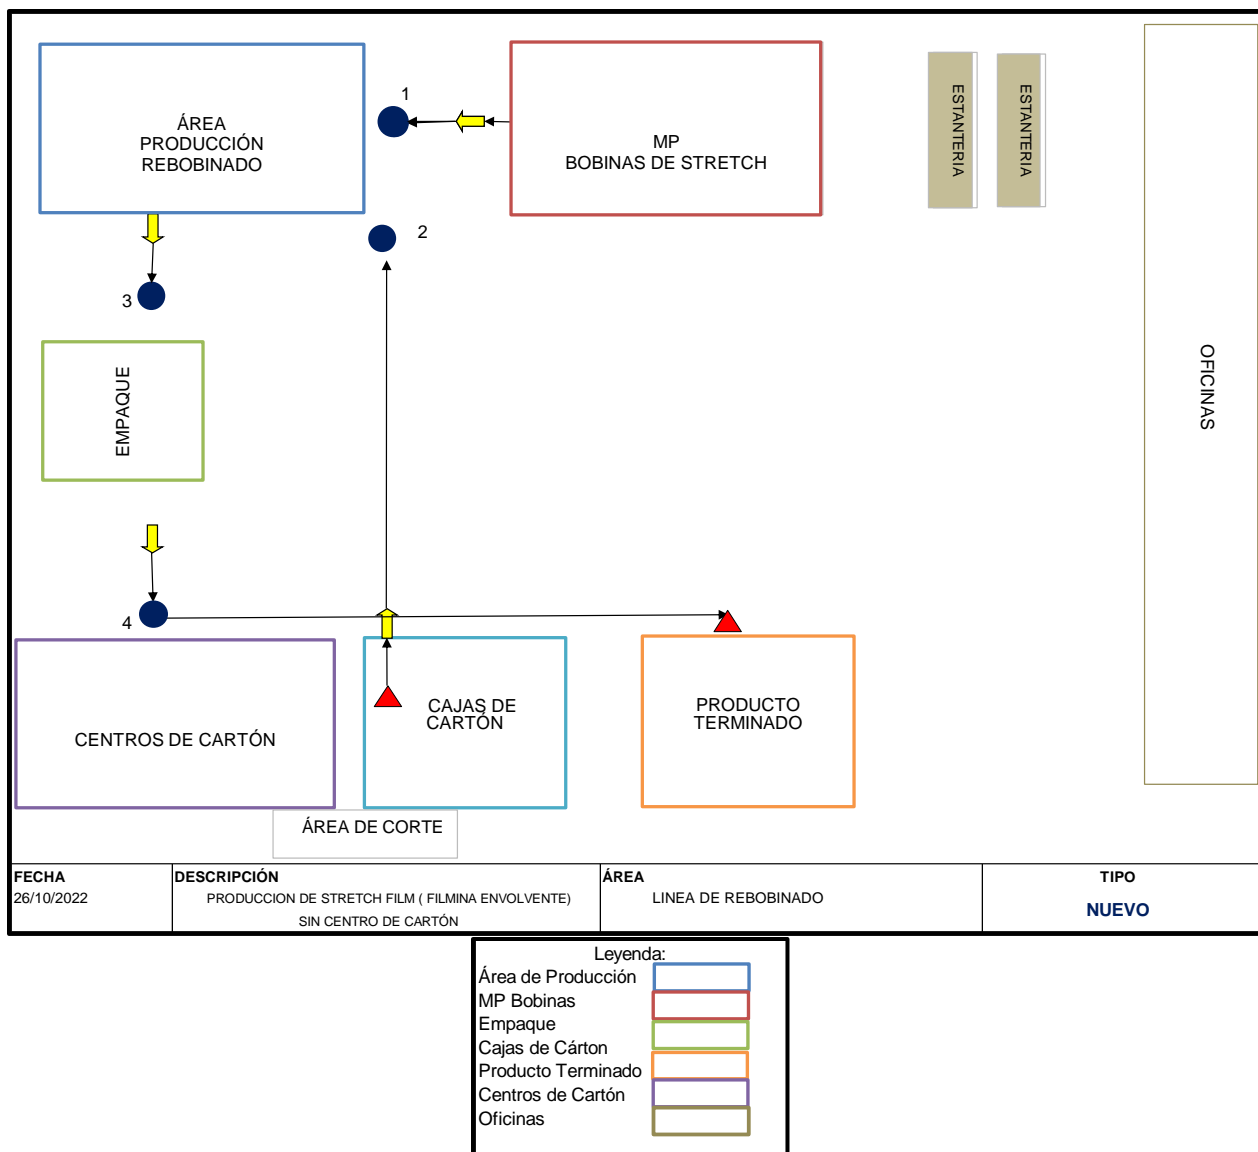 1
ÁREA
PRODUCCIÓN
REBOBINADO
MP
BOBINAS DE STRETCH
ESTANTERIA
ESTANTERIA
OFICINAS
2
3
EMPAQUE
4
CENTROS DE CARTÓN
CAJAS DE
CARTÓN
PRODUCTO
TERMINADO
ÁREA DE CORTE
FECHA
26/10/2022
DESCRIPCIÓN
PRODUCCION DE STRETCH FILM ( FILMINA ENVOLVENTE)
SIN CENTRO DE CARTÓN
ÁREA
LINEA DE REBOBINADO
TIPO
NUEVO
Leyenda:
Área de Producción
MP Bobinas
Empaque
Cajas de Cárton
Producto Terminado
Centros de Cartón
Oficinas